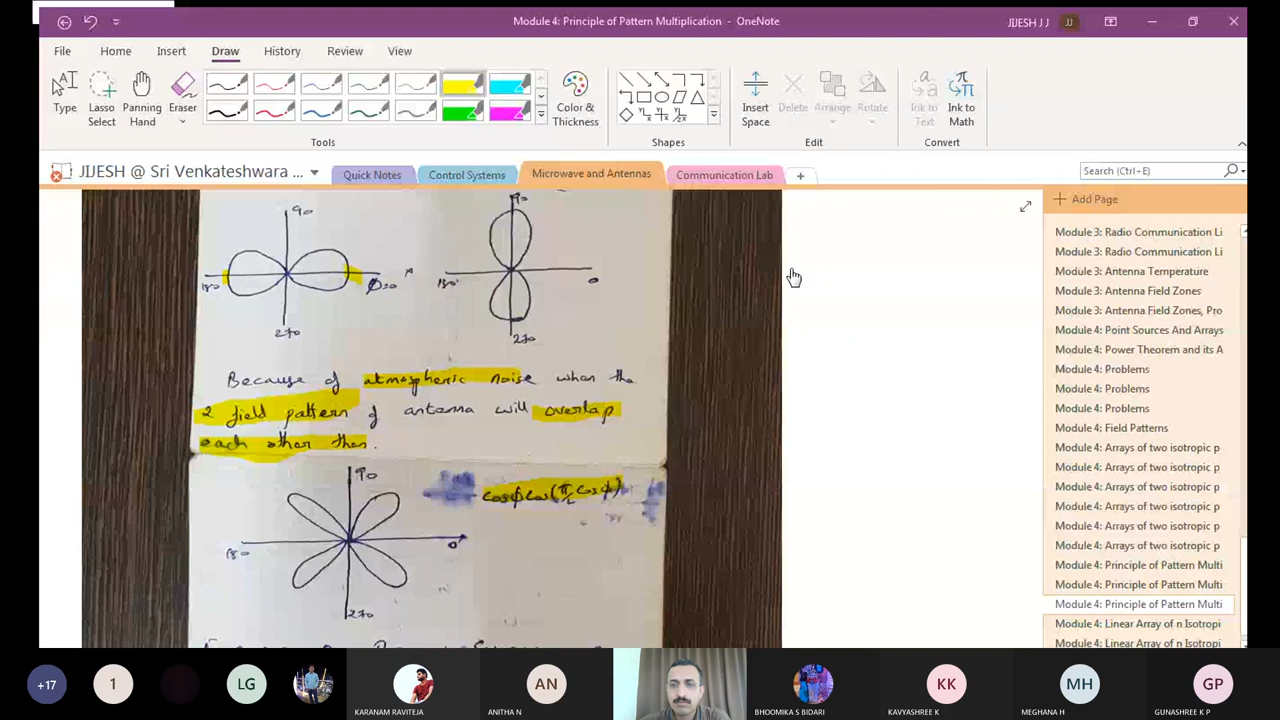 Module 4: Principle of Pattern Multiplication - OneNote
JIJESH J J
JJ
File
Home
Insert
Draw
History
Review
View
Type
Lasso Select
Panning Hand
Eraser
Color & Thickness
Insert Space
Delete
Arrange
Rotate
Ink to Text
Ink to Math
Tools
Shapes
Edit
Convert
JIJESH @ Sri Venkateshwara ...
Quick Notes
Control Systems
Microwave and Antennas
Communication Lab
Search (Ctrl+E)
Add Page
Module 3: Radio Communication Li
Module 3: Radio Communication Li
Module 3: Antenna Temperature
Module 3: Antenna Field Zones
Module 3: Antenna Field Zones, Pro
Module 4: Point Sources And Arrays
Module 4: Power Theorem and its A
Module 4: Problems
Module 4: Problems
Module 4: Problems
Module 4: Field Patterns
Module 4: Arrays of two isotropic p
Module 4: Arrays of two isotropic p
Module 4: Arrays of two isotropic p
Module 4: Arrays of two isotropic p
Module 4: Arrays of two isotropic p
Module 4: Arrays of two isotropic p
Module 4: Principle of Pattern Multi
Module 4: Principle of Pattern Multi
Module 4: Principle of Pattern Multi
Module 4: Linear Array of n Isotropi
Module 4: Linear Array of n Isotropi
90
180
270
90
180
0
270
Because of atmospheric noise when the
2 field pattern of antenna will overlap
each other then.
90
cosϕcos(π/2 cosϕ)
180
0
270
+17
1
LG
KARANAM RAVITEJA
AN
ANITHA N
BHOOMIKA S BIDARI
KK
KAVYASHREE K
MH
MEGHANA H
GP
GUNASHREE K P